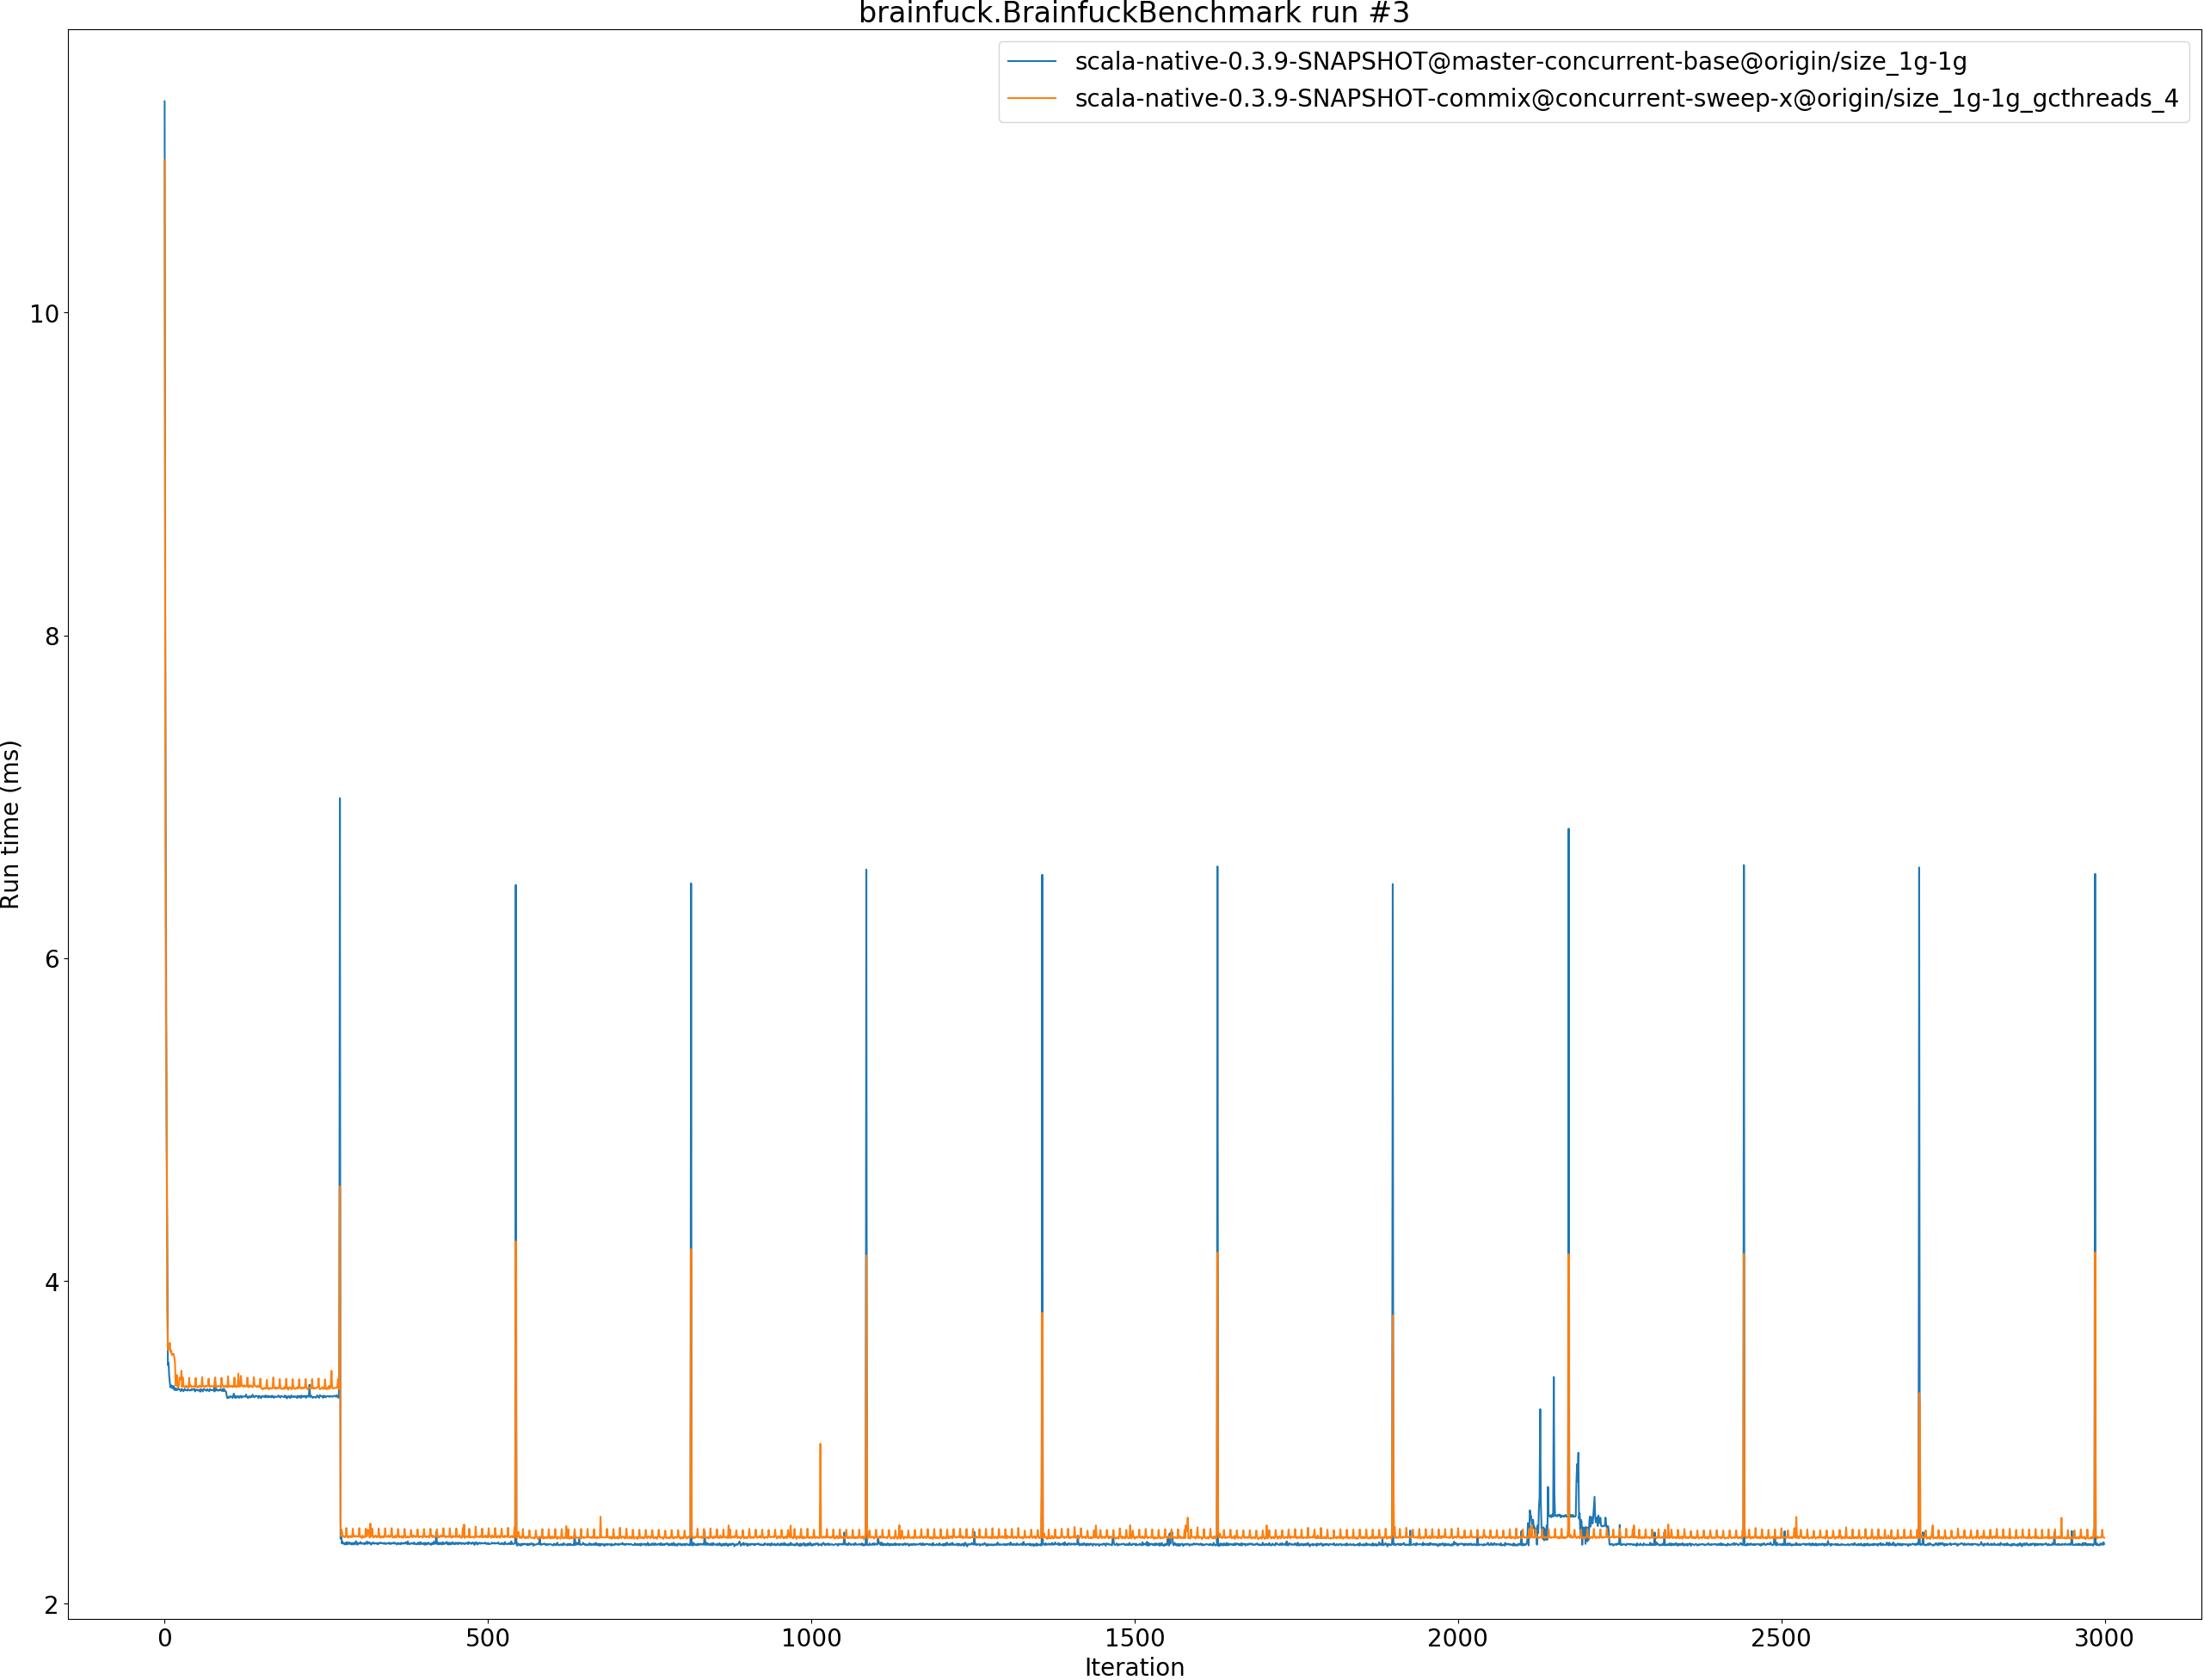 brainfuck.BrainfuckBenchmark run #3
scala-native-0.3.9-SNAPSHOT@master-concurrent-base@origin/size_1g-1g
scala-native-0.3.9-SNAPSHOT-commix@concurrent-sweep-x@origin/size_1g-1g_gcthreads_4
Run time (ms)
10
8
6
4
2
0 500 1000 1500 2000 2500 3000
Iteration